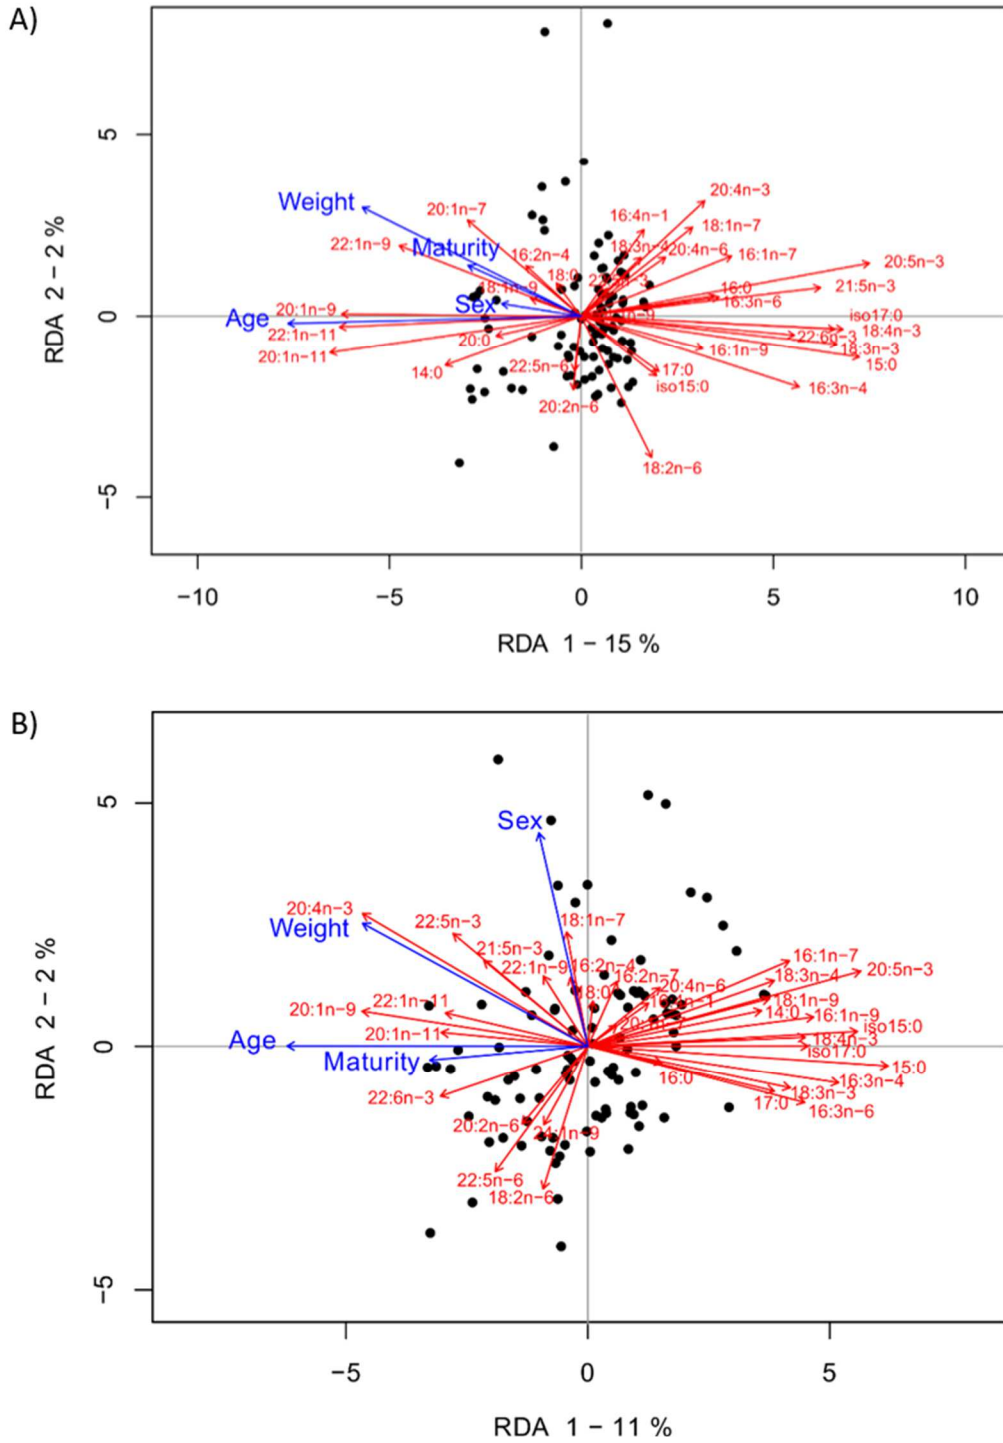 A)
RDA 2 − 2 %
5
0
−5
Weight
20:1n−7
16:4n−1
20:4n−3
18:1n−7
22:1n−9
Maturity
16:2n−4
18:3n−4
20:4n−6
16:1n−7
20:5n−3
18:0
18:1n−9
16:0
21:5n−3
Sex
16:3n−6
20:1n−9
Age
iso17:0
22:1n−11
20:0
22:6n−3
18:4n−3
20:1n−11
16:1n−9
18:3n−3
14:0
22:5n−6
17:0
15:0
iso15:0
16:3n−4
20:2n−6
18:2n−6
−10
−5
0
5
10
RDA 1 − 15 %
B)
RDA 2 − 2 %
5
0
−5
Sex
20:4n−3
Weight
22:5n−3
18:1n−7
21:5n−3
22:1n−9
16:2n−4
16:2n−7
16:1n−7
20:5n−3
18:3n−4
20:4n−6
18:0
20:1n−9
22:1n−11
18:1n−9
14:0
16:1n−9
20:1n−11
iso15:0
Age
18:4n−3
Maturity
iso17:0
15:0
16:0
16:3n−4
22:6n−3
18:3n−3
17:0
16:3n−6
20:2n−6
24:1n−9
22:5n−6
18:2n−6
−5
0
5
RDA 1 − 11 %